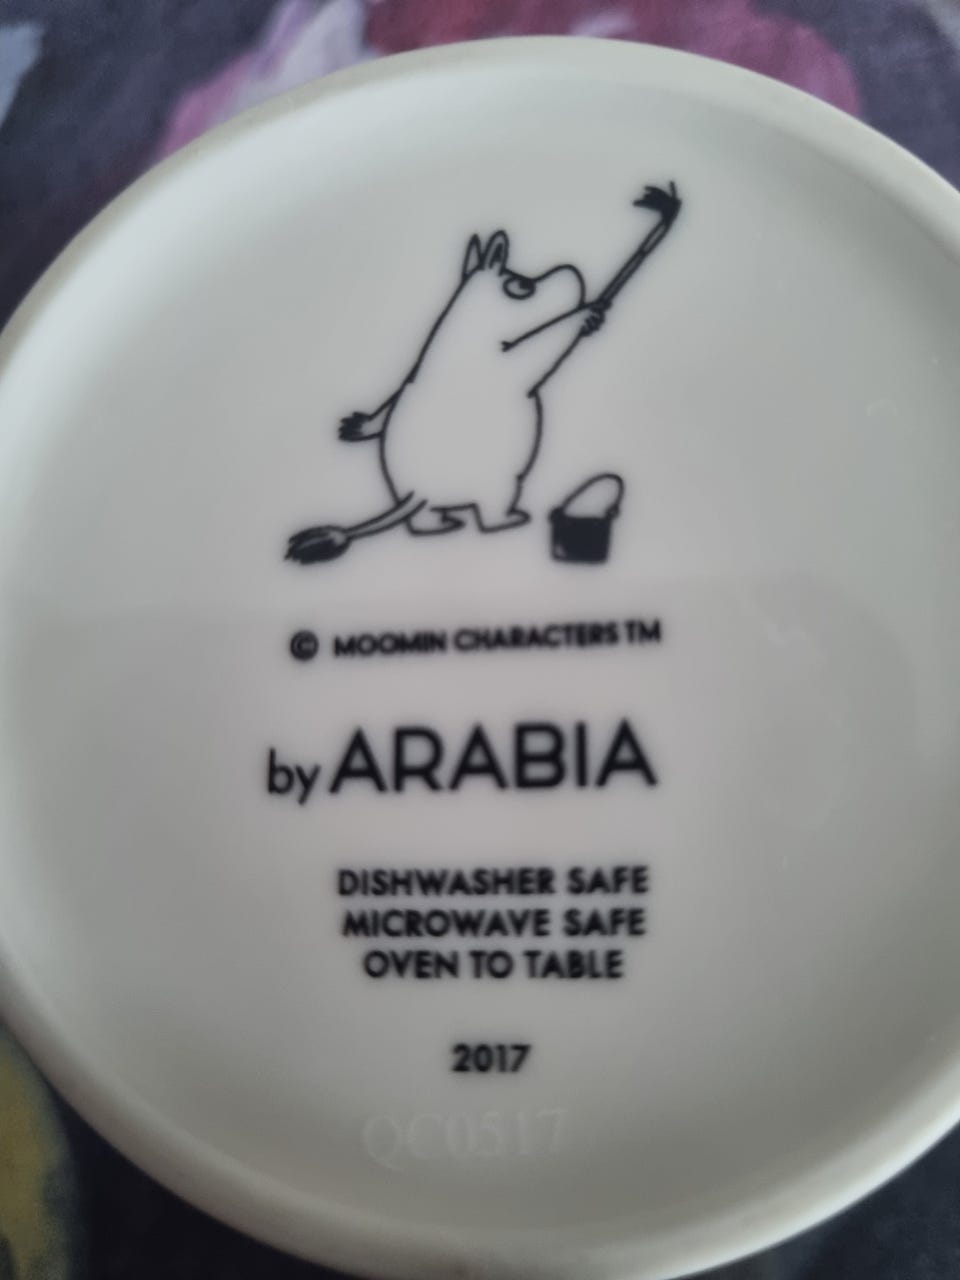 © MOOMIN CHARACTERS TM
by ARABIA
DISHWASHER SAFE
MICROWAVE SAFE
OVEN TO TABLE
2017
QC0517